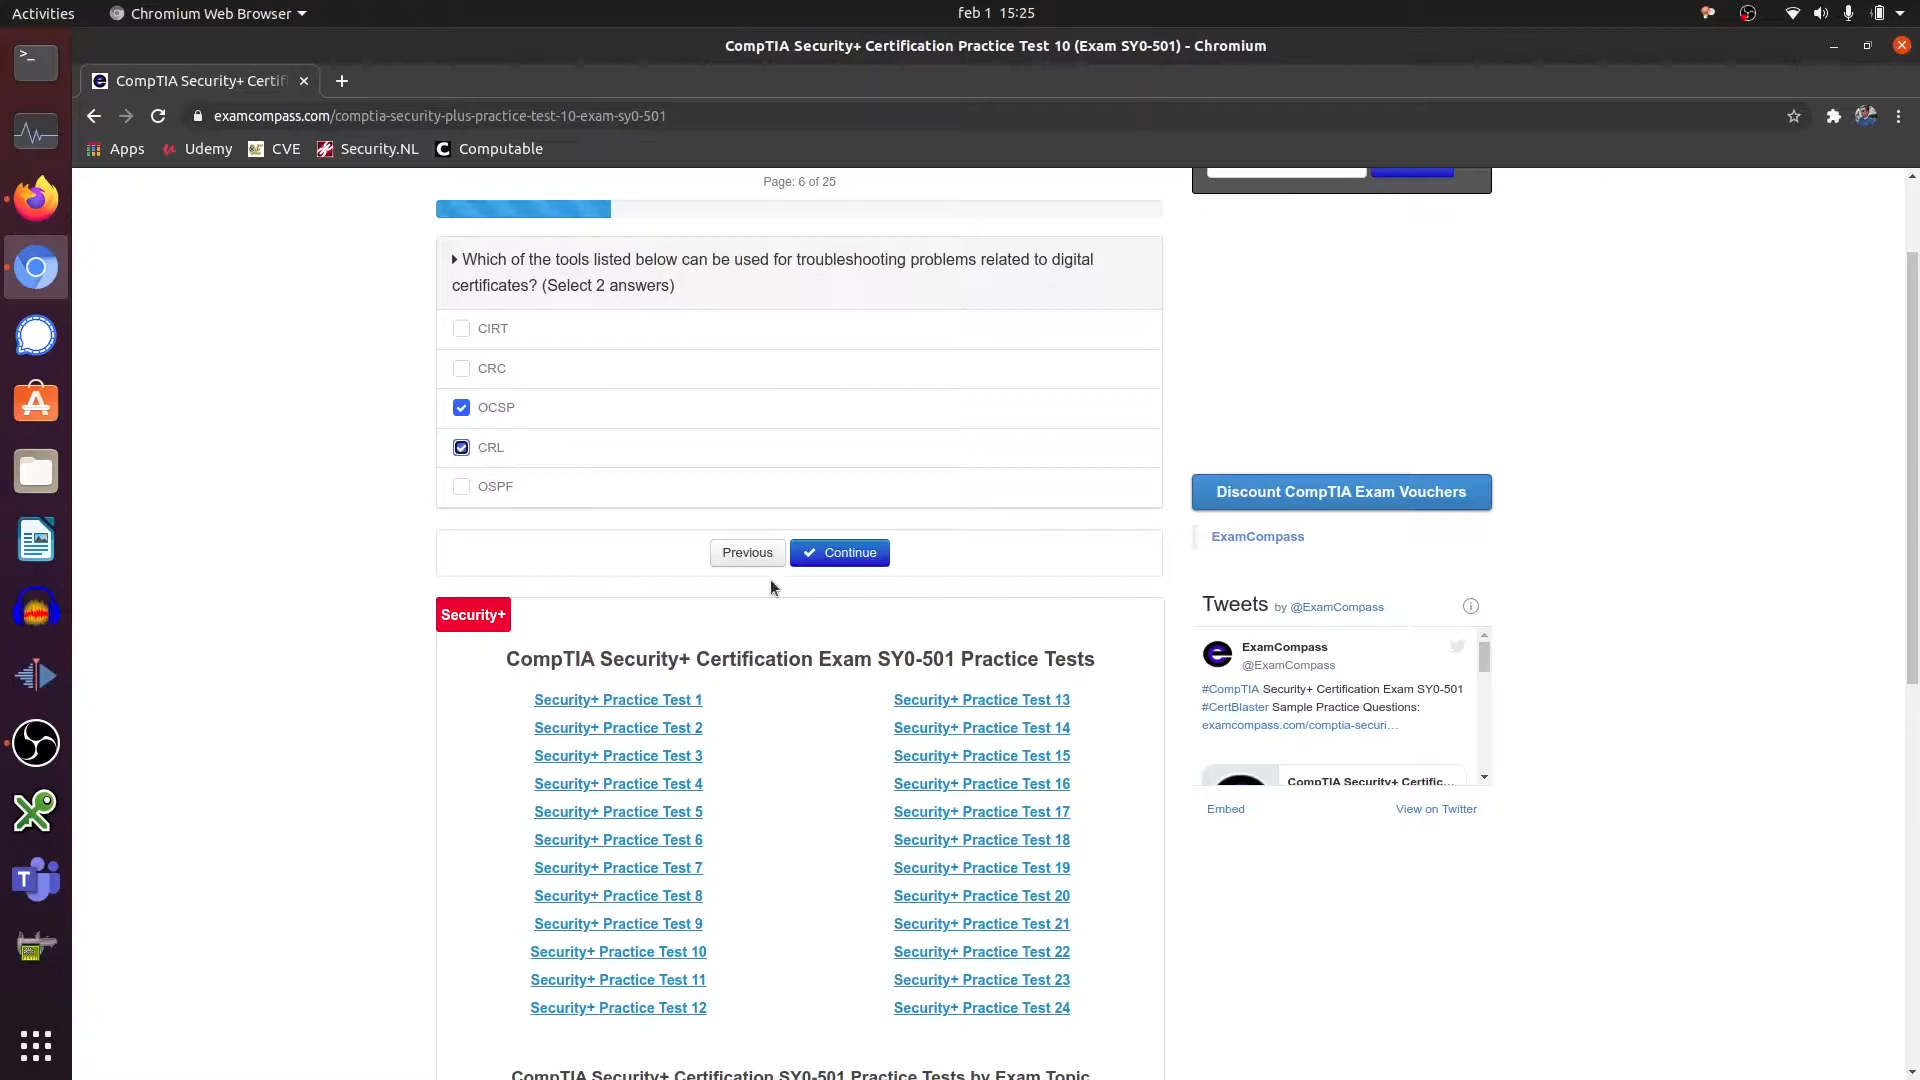 Activities Chromium Web Browser feb 1 15:25
CompTIA Security+ Certification Practice Test 10 (Exam SY0-501) - Chromium
CompTIA Security+ Certifi
examcompass.com/comptia-security-plus-practice-test-10-exam-sy0-501
Apps Udemy CVE Security.NL Computable
Page: 6 of 25
Which of the tools listed below can be used for troubleshooting problems related to digital
certificates? (Select 2 answers)
CIRT
CRC
OCSP
CRL
OSPF
Previous Continue
Security+
CompTIA Security+ Certification Exam SY0-501 Practice Tests
Security+ Practice Test 1
Security+ Practice Test 2
Security+ Practice Test 3
Security+ Practice Test 4
Security+ Practice Test 5
Security+ Practice Test 6
Security+ Practice Test 7
Security+ Practice Test 8
Security+ Practice Test 9
Security+ Practice Test 10
Security+ Practice Test 11
Security+ Practice Test 12
Security+ Practice Test 13
Security+ Practice Test 14
Security+ Practice Test 15
Security+ Practice Test 16
Security+ Practice Test 17
Security+ Practice Test 18
Security+ Practice Test 19
Security+ Practice Test 20
Security+ Practice Test 21
Security+ Practice Test 22
Security+ Practice Test 23
Security+ Practice Test 24
CompTIA Security+ Certification SY0-501 Practice Tests by Exam Topic
Discount CompTIA Exam Vouchers
ExamCompass
Tweets by @ExamCompass
ExamCompass
@ExamCompass
#CompTIA Security+ Certification Exam SY0-501
#CertBlaster Sample Practice Questions:
examcompass.com/comptia-securi…
CompTIA Security+ Certific...
Embed View on Twitter